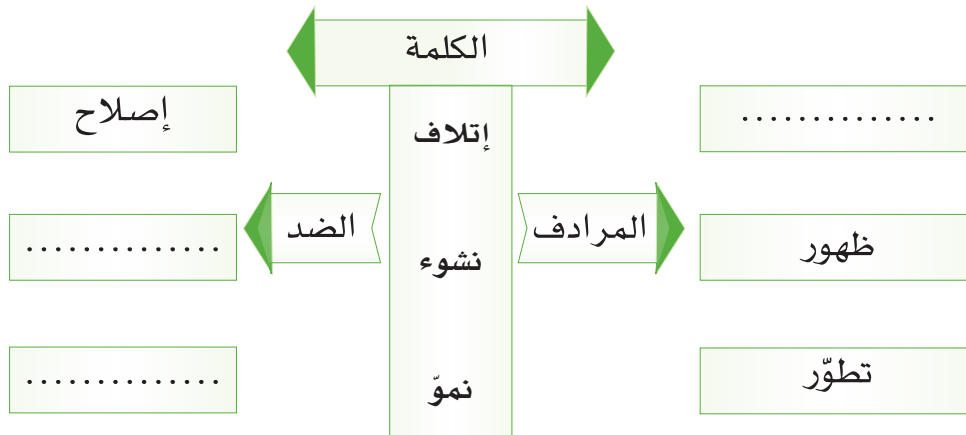 الكلمة
.............. إتلاف إصلاح
المرادف الضد
ظهور نشوء ..............
تطوّر نموّ ..............